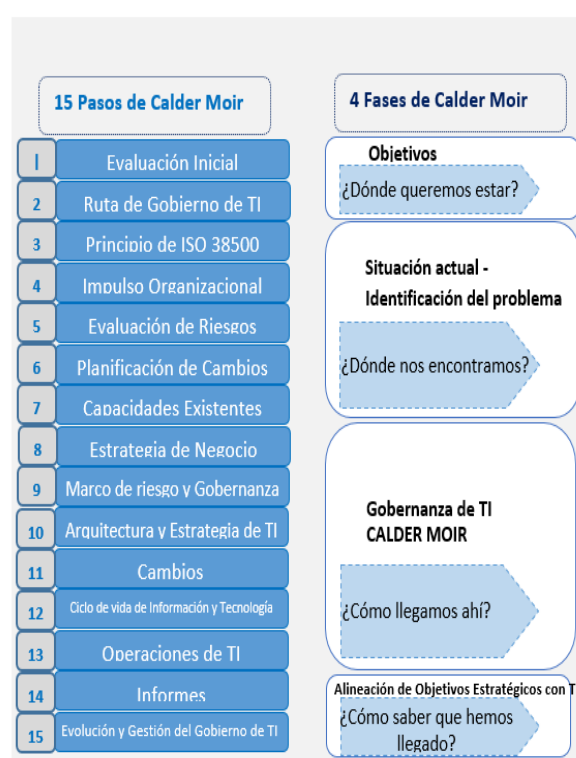 15 Pasos de Calder Moir
1 Evaluación Inicial
2 Ruta de Gobierno de TI
3 Principio de ISO 38500
4 Impulso Organizacional
5 Evaluación de Riesgos
6 Planificación de Cambios
7 Capacidades Existentes
8 Estrategia de Negocio
9 Marco de riesgo y Gobernanza
10 Arquitectura y Estrategia de TI
11 Cambios
12 Ciclo de vida de Información y Tecnología
13 Operaciones de TI
14 Informes
15 Evolución y Gestión del Gobierno de TI
4 Fases de Calder Moir
Objetivos
¿Dónde queremos estar?
Situación actual -
Identificación del problema
¿Dónde nos encontramos?
Gobernanza de TI
CALDER MOIR
¿Cómo llegamos ahí?
Alineación de Objetivos Estratégicos con T
¿Cómo saber que hemos
llegado?